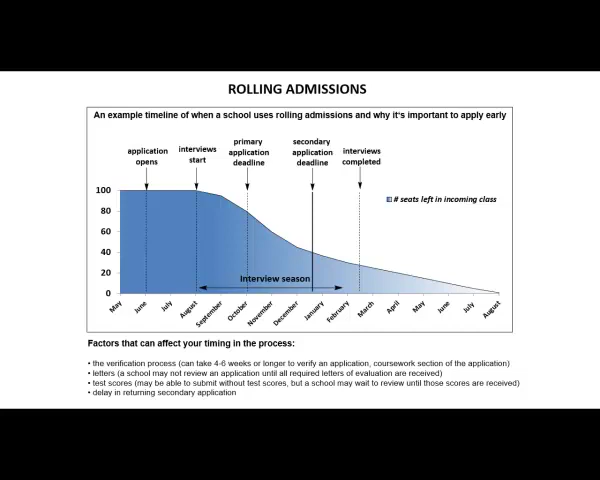 ROLLING ADMISSIONS
An example timeline of when a school uses rolling admissions and why it's important to apply early
application
opens
interviews
start
primary
application
deadline
secondary
application
deadline
interviews
completed
# seats left in incoming class
100
80
60
40
20
0
Interview season
May
June
July
August
September
October
November
December
January
February
March
April
May
June
July
August
Factors that can affect your timing in the process:
• the verification process (can take 4-6 weeks or longer to verify an application, coursework section of the application)
• letters (a school may not review an application until all required letters of evaluation are received)
• test scores (may be able to submit without test scores, but a school may wait to review until those scores are received)
• delay in returning secondary application